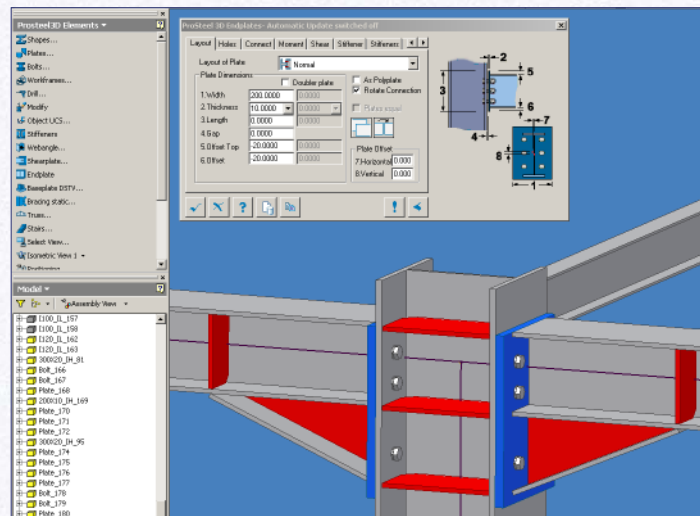 Prosteel3D Elements
Shapes...
Plates...
Bolts...
Workframes...
Drill...
Modify
Object UCS...
Stiffeners
Webangle...
Shearplate...
Endplate
Baseplate DSTV...
Bracing static...
Truss...
Stairs...
Select View...
Isometric View 1
Positioning
Model
Assembly View
I100_IL_157
I100_IL_158
I120_IL_162
I120_IL_163
300X20_IH_81
Bolt_166
Bolt_167
Plate_168
200X10_IH_169
Plate_170
Plate_171
Plate_172
300X20_IH_95
Plate_174
Plate_175
Plate_176
Plate_177
Bolt_178
Bolt_179
Plate_180
ProSteel 3D Endplates- Automatic Update switched off
Layout Holes Connect Moment Shear Stiffener Stiffeners
Layout of Plate Normal
Plate Dimensions
Doubler plate
1.Width 200.0000 0.0000
2.Thickness 10.0000 0.0000
3.Length 0.0000 0.0000
4.Gap 0.0000
5.Offset Top -20.0000 0.0000
6.Offset -20.0000 0.0000
As Polyplate
Rotate Connection
Plates equal
Plate Offset
7.Horizontal 0.000
8.Vertical 0.000
2
5
3
6
4
7
8
1